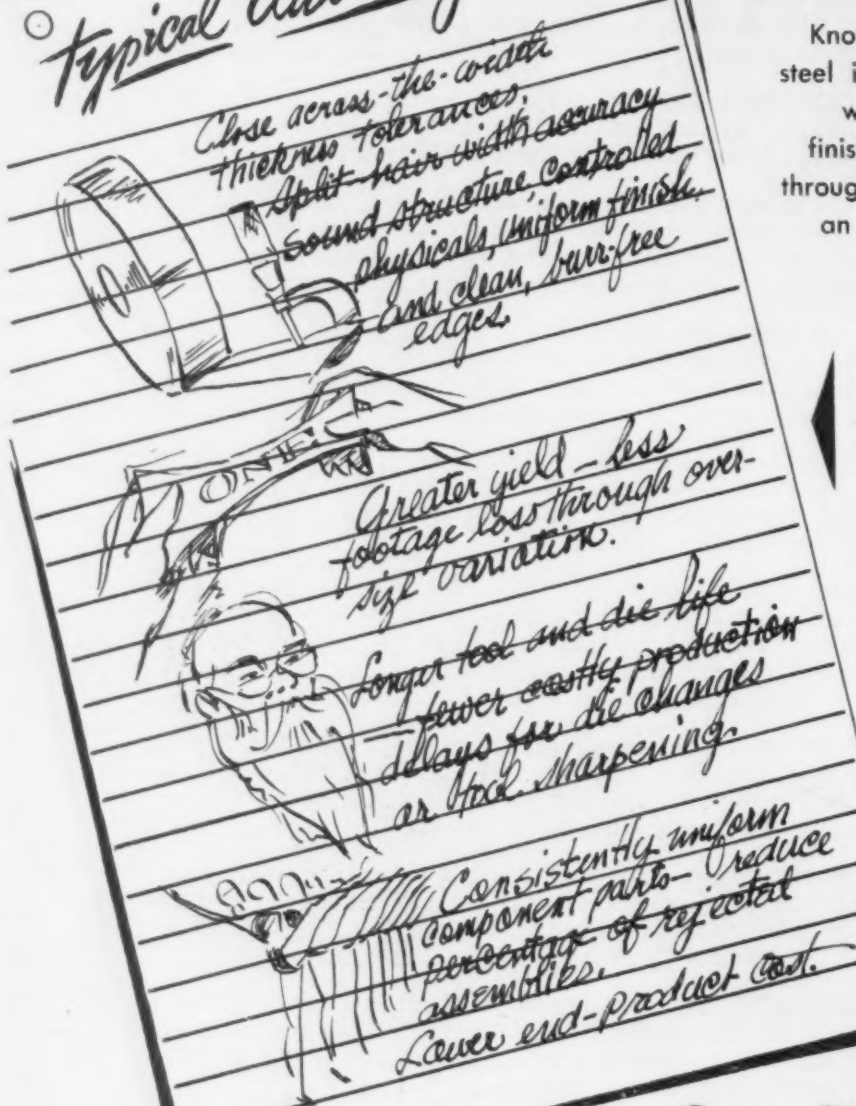 Typical
Close across-the-width
thickness tolerances.
Split-hair width accuracy
sound structure controlled
physicals, uniform finish
and clean, burr-free
edges.
Greater yield — less
footage loss through over-
size variation.
Longer tool and die life
— fewer costly production
delays for die changes
or tool sharpening.
Consistently uniform
component parts — reduce
percentage of rejected
assemblies.
Lower end-product cost.
Kno
steel i
w
finis
throug
an